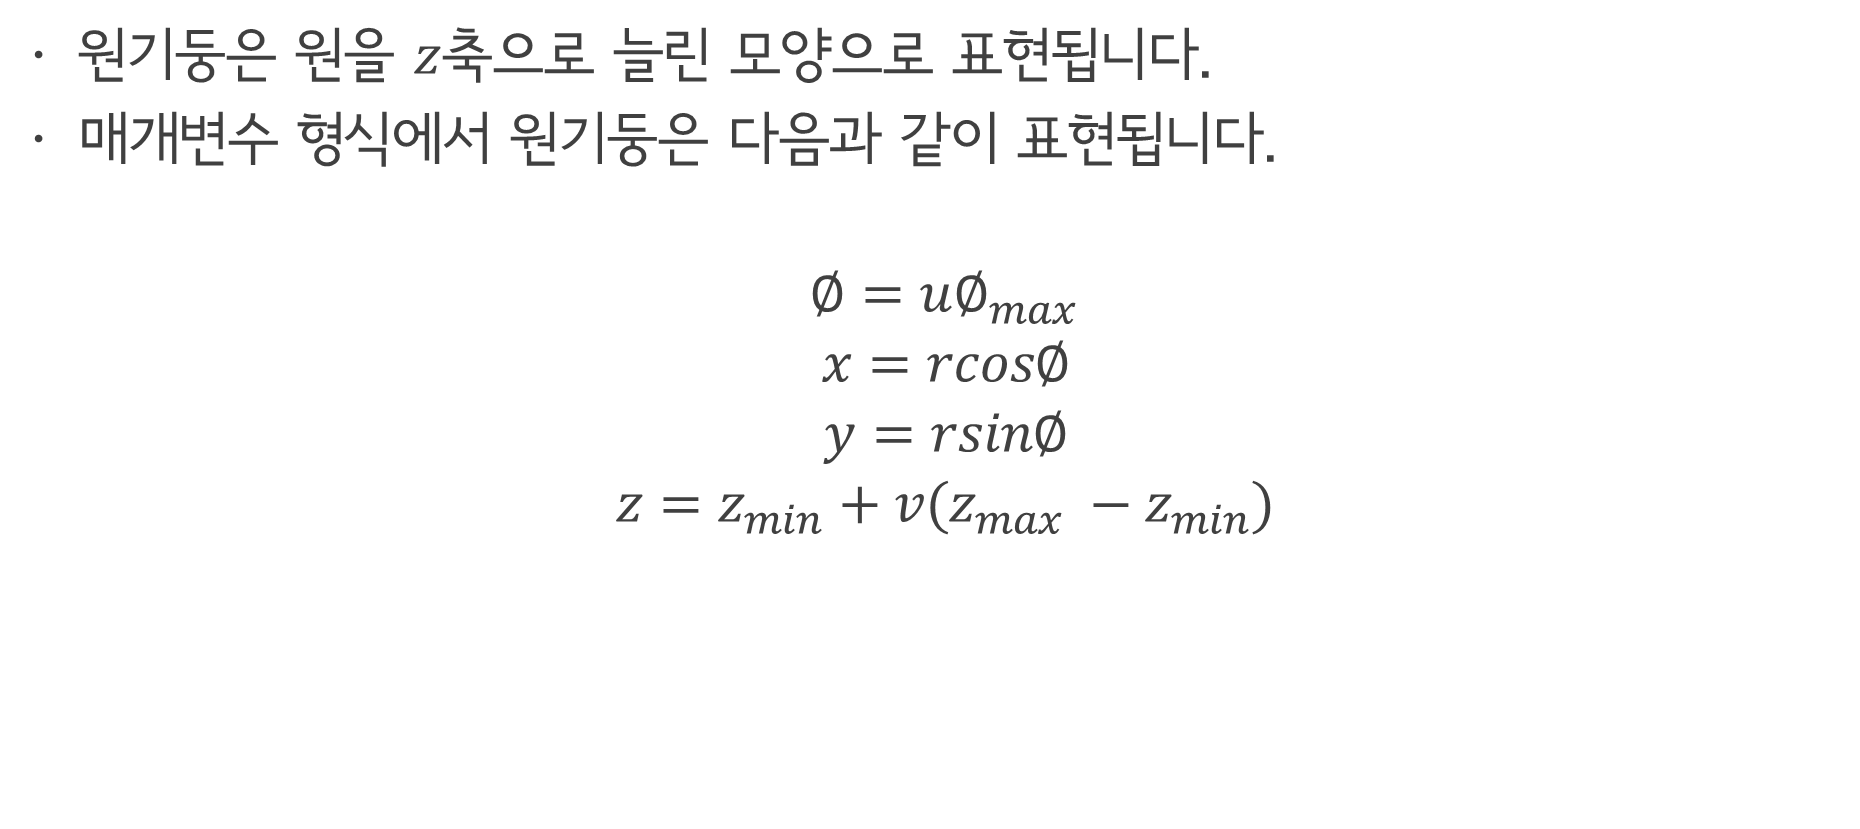 · 원기둥은 원을 z축으로 늘린 모양으로 표현됩니다.
· 매개변수 형식에서 원기둥은 다음과 같이 표현됩니다.
∅ = u∅max
x = rcos∅
y = rsin∅
z = zmin + v(zmax − zmin)